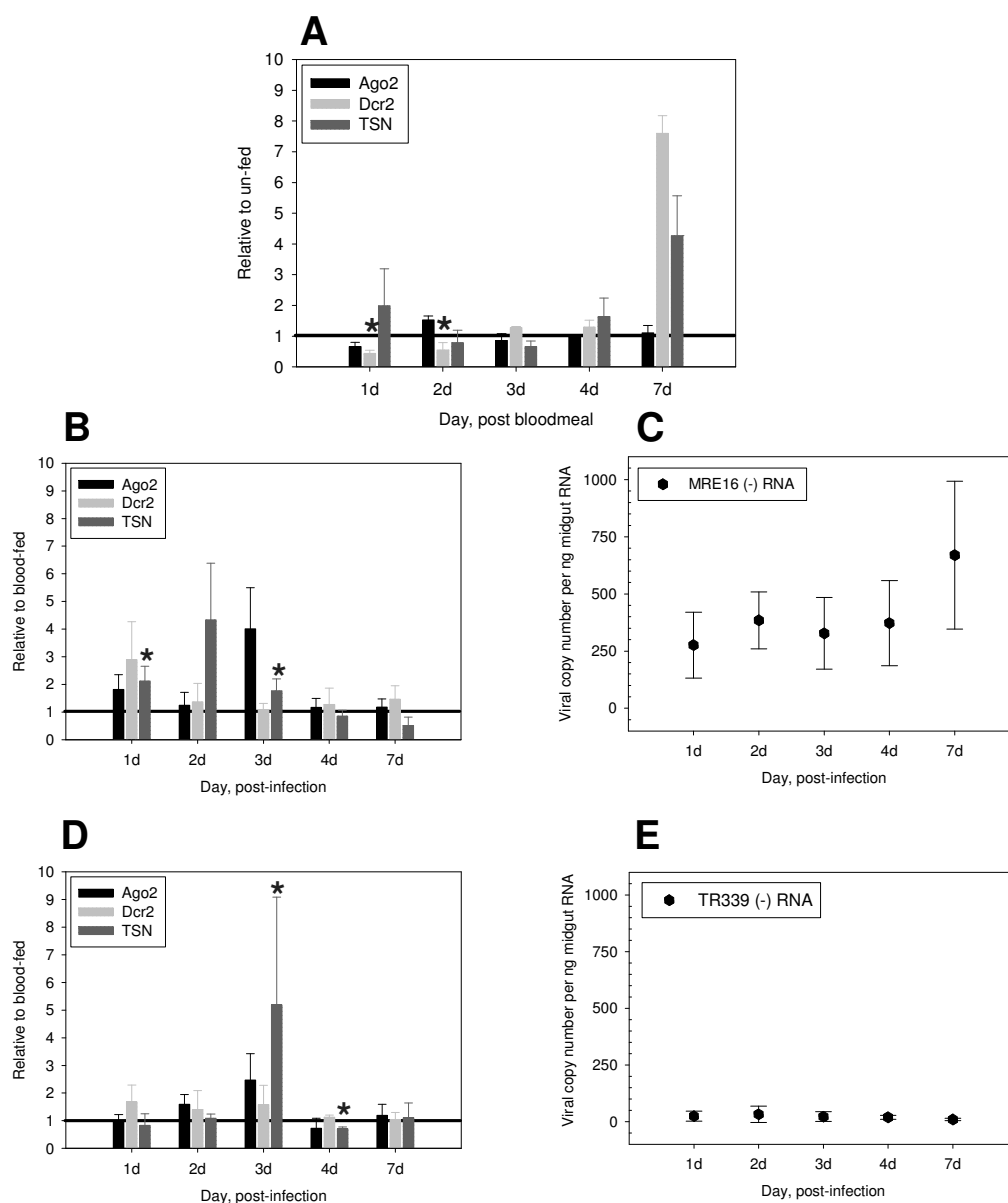 A
10
9
8
7
6
5
4
3
2
1
0
Relative to un-fed
Ago2
Dcr2
TSN
*
*
1d 2d 3d 4d 7d
Day, post bloodmeal
B
10
9
8
7
6
5
4
3
2
1
0
Relative to blood-fed
Ago2
Dcr2
TSN
*
*
1d 2d 3d 4d 7d
Day, post-infection
C
1000
750
500
250
0
Viral copy number per ng midgut RNA
MRE16 (-) RNA
1d 2d 3d 4d 7d
Day, post-infection
D
10
9
8
7
6
5
4
3
2
1
0
Relative to blood-fed
Ago2
Dcr2
TSN
*
*
1d 2d 3d 4d 7d
Day, post-infection
E
1000
750
500
250
0
Viral copy number per ng midgut RNA
TR339 (-) RNA
1d 2d 3d 4d 7d
Day, post-infection